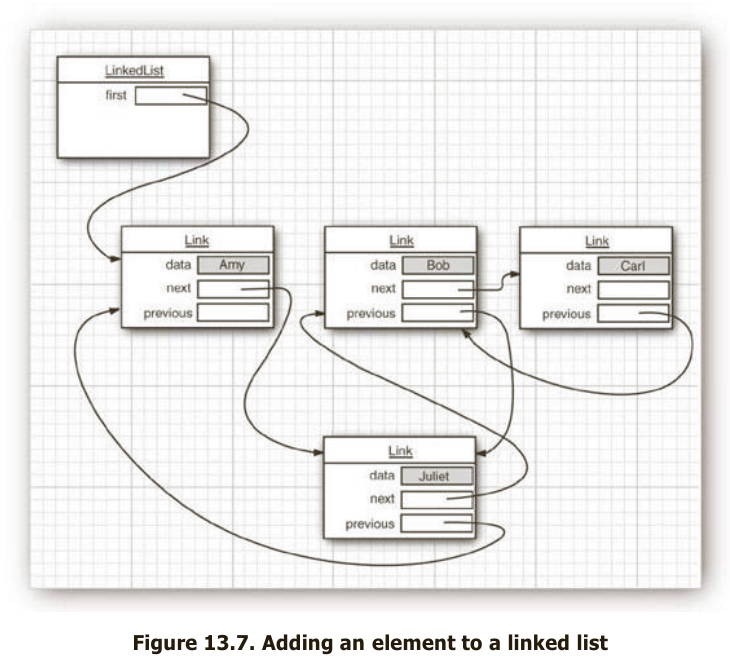 LinkedList
first
Link
data Amy
next
previous
Link
data Bob
next
previous
Link
data Carl
next
previous
Link
data Juliet
next
previous
Figure 13.7. Adding an element to a linked list